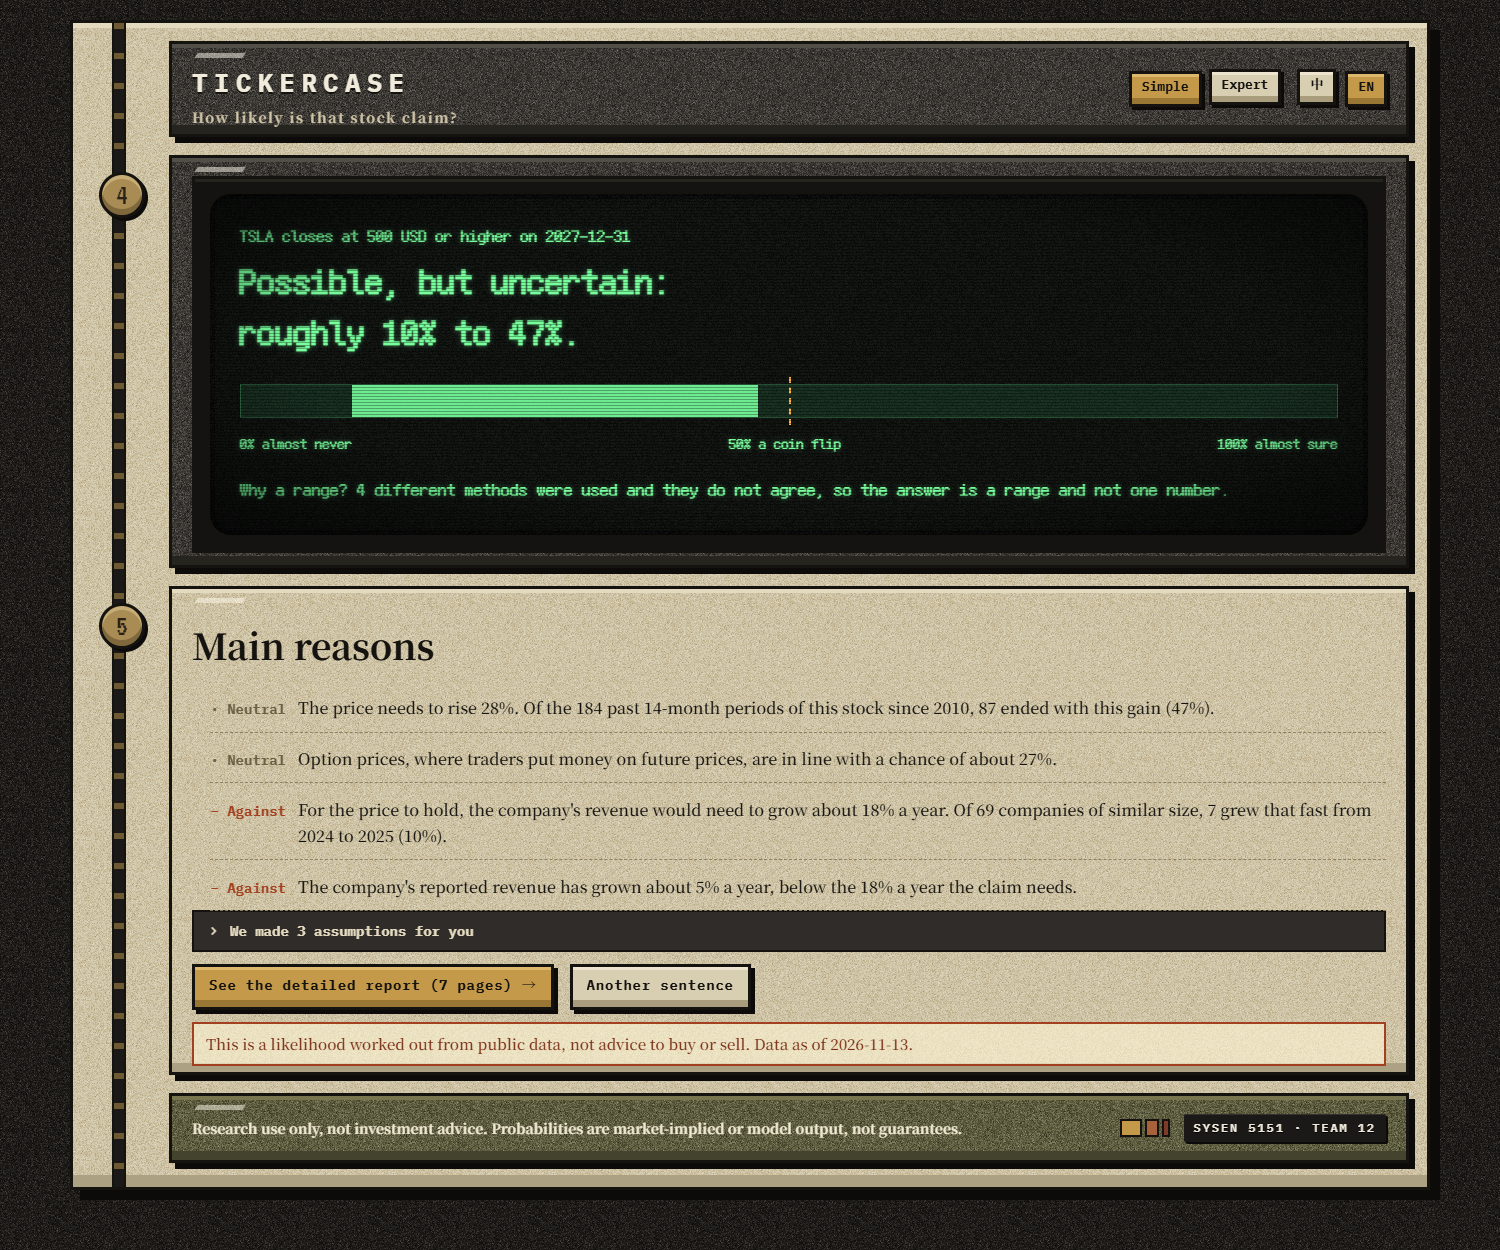 TICKERCASE
How likely is that stock claim?
Simple
Expert
中
EN
4
TSLA closes at 500 USD or higher on 2027-12-31
Possible, but uncertain:
roughly 10% to 47%.
0% almost never
50% a coin flip
100% almost sure
Why a range? 4 different methods were used and they do not agree, so the answer is a range and not one number.
5
Main reasons
· Neutral The price needs to rise 28%. Of the 184 past 14-month periods of this stock since 2010, 87 ended with this gain (47%).
· Neutral Option prices, where traders put money on future prices, are in line with a chance of about 27%.
– Against For the price to hold, the company's revenue would need to grow about 18% a year. Of 69 companies of similar size, 7 grew that fast from
2024 to 2025 (10%).
– Against The company's reported revenue has grown about 5% a year, below the 18% a year the claim needs.
› We made 3 assumptions for you
See the detailed report (7 pages) →
Another sentence
This is a likelihood worked out from public data, not advice to buy or sell. Data as of 2026-11-13.
Research use only, not investment advice. Probabilities are market-implied or model output, not guarantees.
SYSEN 5151 · TEAM 12